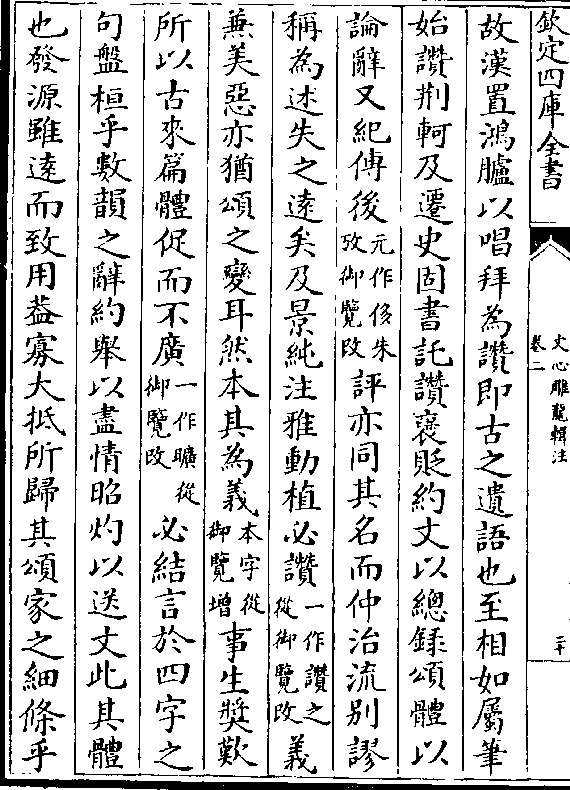 欽定四庫全書
文心雕龍輯注
卷二
二十
故漢置鴻臚以唱拜為讚即古之遺語也至相如屬筆
始讚荆軻及遷史固書託讚襃貶約文以總錄頌體以
論辭又紀傳後元作侈朱攷御覽改評亦同其名而仲治流別謬
稱為述失之遠矣及景純注雅動植必讚一作讚之從御覽改義
兼美惡亦猶頌之變耳然本其為義本字從御覽增事生奬歎
所以古來篇體促而不廣一作曠從御覽改必結言於四字之
句盤桓乎數韻之辭約舉以盡情昭灼以送文此其體
也發源雖遠而致用葢寡大抵所歸其頌家之細條乎